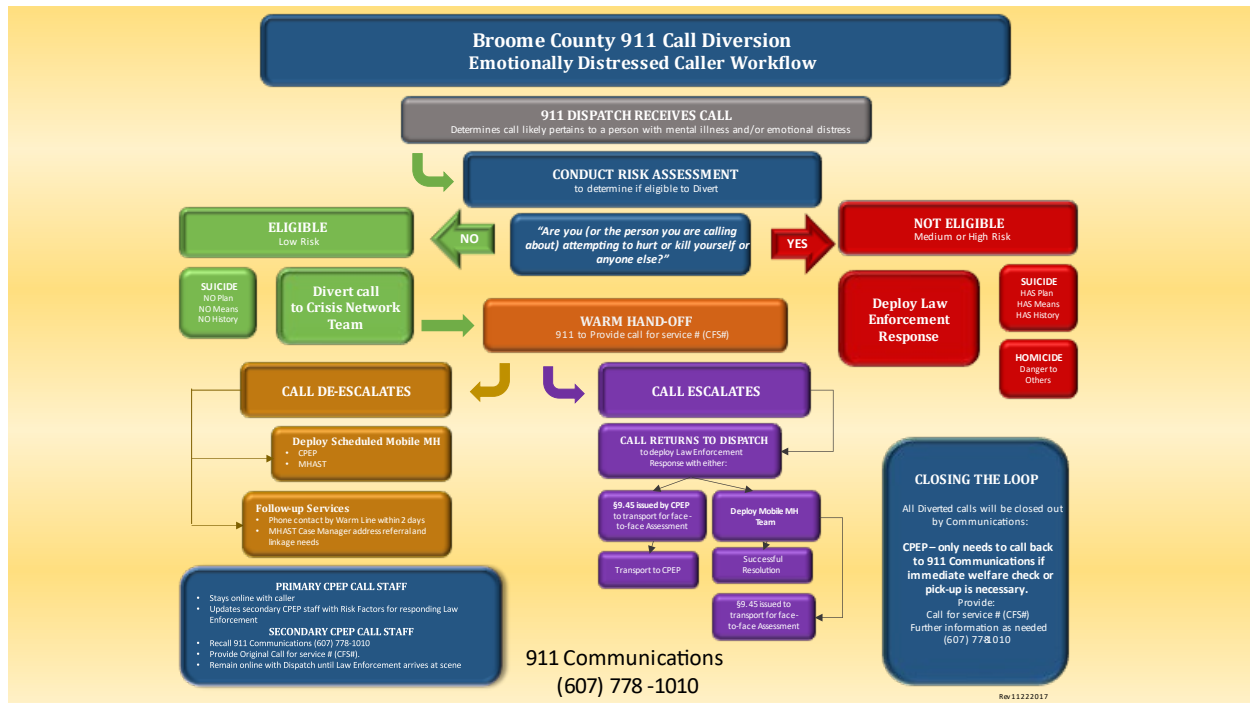 Broome County 911 Call Diversion
Emotionally Distressed Caller Workflow
911 DISPATCH RECEIVES CALL
Determines call likely pertains to a person with mental illness and/or emotional distress
CONDUCT RISK ASSESSMENT
to determine if eligible to Divert
ELIGIBLE
Low Risk
NO
“Are you (or the person you are calling
about) attempting to hurt or kill yourself or
anyone else?”
YES
NOT ELIGIBLE
Medium or High Risk
SUICIDE
NO Plan
NO Means
NO History
Divert call
to Crisis Network
Team
WARM HAND-OFF
911 to Provide call for service # (CFS#)
Deploy Law
Enforcement
Response
SUICIDE
HAS Plan
HAS Means
HAS History
HOMICIDE
Danger to
Others
CALL DE-ESCALATES
Deploy Scheduled Mobile MH
• CPEP
• MHAST
Follow-up Services
• Phone contact by Warm Line within 2 days
• MHAST Case Manager address referral and
linkage needs
CALL ESCALATES
CALL RETURNS TO DISPATCH
to deploy Law Enforcement
Response with either:
§9.45 issued by CPEP
to transport for face-
to-face Assessment
Transport to CPEP
Deploy Mobile MH
Team
Successful
Resolution
§9.45 issued to
transport for face-
to-face Assessment
PRIMARY CPEP CALL STAFF
• Stays online with caller
• Updates secondary CPEP staff with Risk Factors for responding Law
Enforcement
SECONDARY CPEP CALL STAFF
• Recall 911 Communications (607) 778-1010
• Provide Original Call for service # (CFS#).
• Remain online with Dispatch until Law Enforcement arrives at scene
911 Communications
(607) 778 -1010
CLOSING THE LOOP
All Diverted calls will be closed out
by Communications:
CPEP – only needs to call back
to 911 Communications if
immediate welfare check or
pick-up is necessary.
Provide:
Call for service # (CFS#)
Further information as needed
(607) 778-1010
Rev11222017